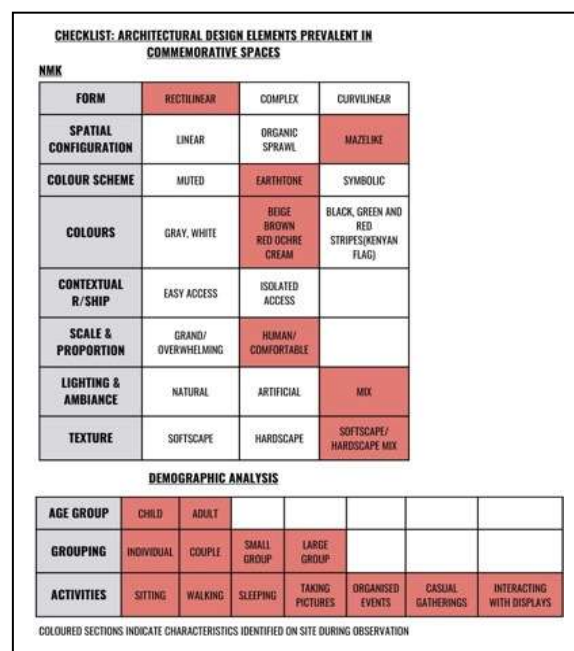 CHECKLIST: ARCHITECTURAL DESIGN ELEMENTS PREVALENT IN
COMMEMORATIVE SPACES
NMK
FORM RECTILINEAR COMPLEX CURVILINEAR
SPATIAL
CONFIGURATION
LINEAR
ORGANIC
SPRAWL
MAZELIKE
COLOUR SCHEME MUTED EARTHTONE SYMBOLIC
COLOURS
GRAY, WHITE
BEIGE
BROWN
RED OCHRE
CREAM
BLACK, GREEN AND
RED
STRIPES(KENYAN
FLAG)
CONTEXTUAL
R/SHIP
EASY ACCESS
ISOLATED
ACCESS
SCALE &
PROPORTION
GRAND/
OVERWHELMING
HUMAN/
COMFORTABLE
LIGHTING &
AMBIANCE
NATURAL
ARTIFICIAL
MIX
TEXTURE
SOFTSCAPE
HARDSCAPE
SOFTSCAPE/
HARDSCAPE MIX
DEMOGRAPHIC ANALYSIS
AGE GROUP CHILD ADULT
GROUPING
INDIVIDUAL
COUPLE
SMALL
GROUP
LARGE
GROUP
ACTIVITIES
SITTING
WALKING
SLEEPING
TAKING
PICTURES
ORGANISED
EVENTS
CASUAL
GATHERINGS
INTERACTING
WITH DISPLAYS
COLOURED SECTIONS INDICATE CHARACTERISTICS IDENTIFIED ON SITE DURING OBSERVATION